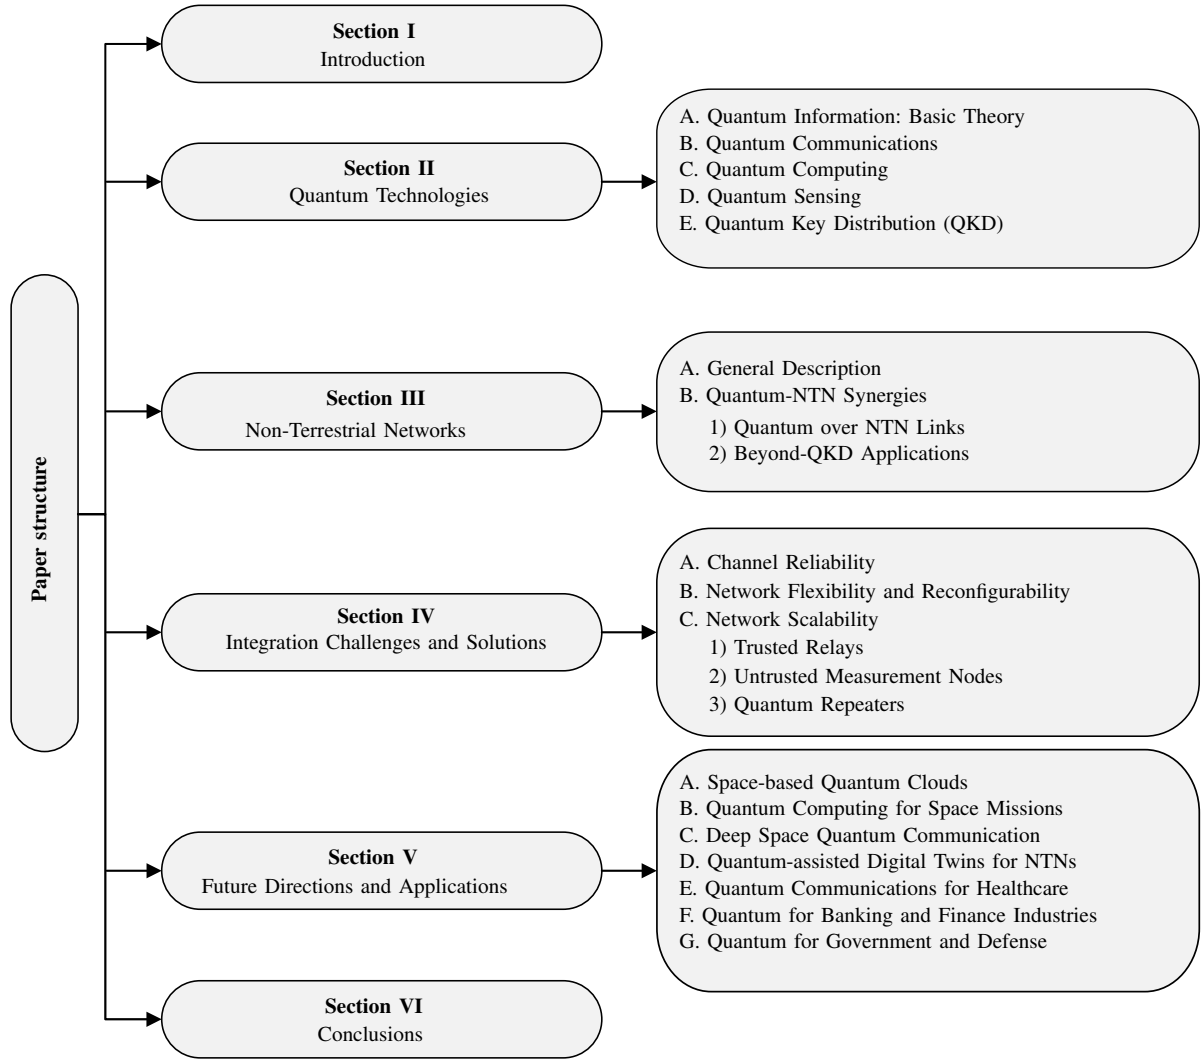 Paper structure
Section I
Introduction
Section II
Quantum Technologies
A. Quantum Information: Basic Theory
B. Quantum Communications
C. Quantum Computing
D. Quantum Sensing
E. Quantum Key Distribution (QKD)
Section III
Non-Terrestrial Networks
A. General Description
B. Quantum-NTN Synergies
1) Quantum over NTN Links
2) Beyond-QKD Applications
Section IV
Integration Challenges and Solutions
A. Channel Reliability
B. Network Flexibility and Reconfigurability
C. Network Scalability
1) Trusted Relays
2) Untrusted Measurement Nodes
3) Quantum Repeaters
Section V
Future Directions and Applications
A. Space-based Quantum Clouds
B. Quantum Computing for Space Missions
C. Deep Space Quantum Communication
D. Quantum-assisted Digital Twins for NTNs
E. Quantum Communications for Healthcare
F. Quantum for Banking and Finance Industries
G. Quantum for Government and Defense
Section VI
Conclusions